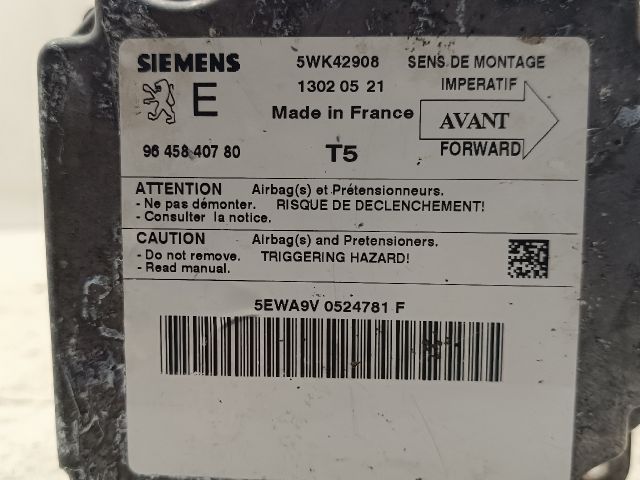 SIEMENS 5WK42908 SENS DE MONTAGE
E 1302 05 21 IMPERATIF
Made in France AVANT
96 458 407 80 T5 FORWARD
ATTENTION Airbag(s) et Prétensionneurs.
- Ne pas démonter. RISQUE DE DECLENCHEMENT!
- Consulter la notice.
CAUTION Airbag(s) and Pretensioners.
- Do not remove. TRIGGERING HAZARD!
- Read manual.
5EWA9V 0524781 F